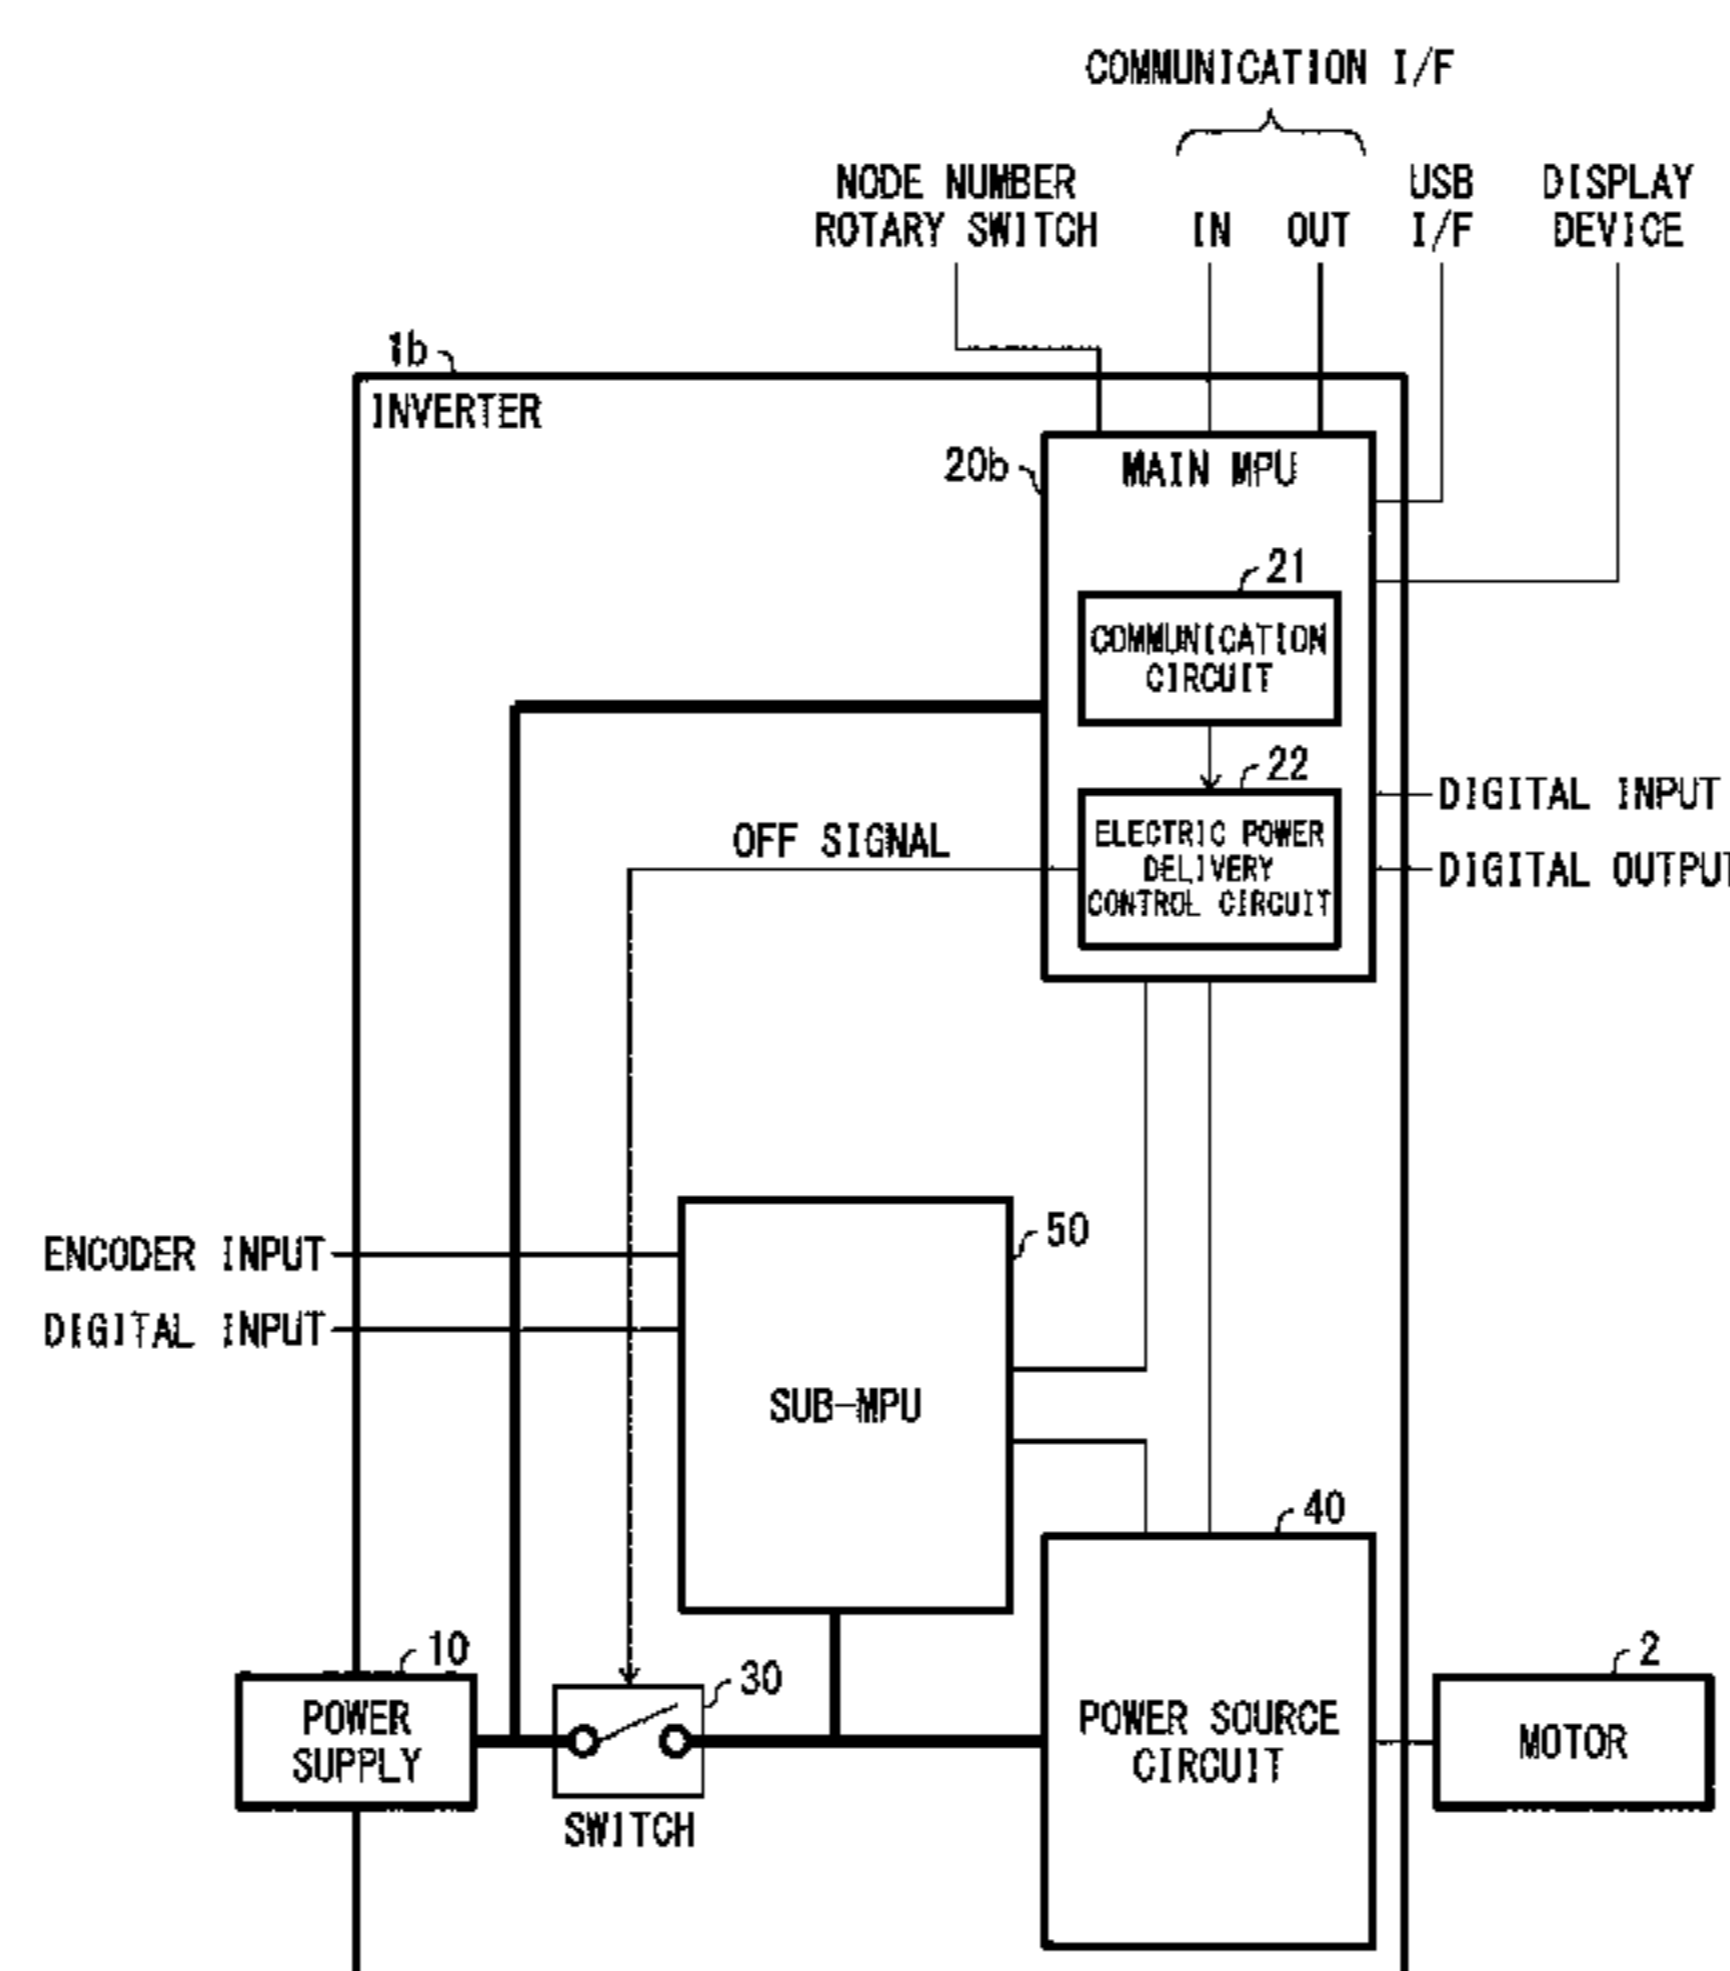 COMMUNICATION I/F
NODE NUMBER
ROTARY SWITCH
IN
OUT
USB
I/F
DISPLAY
DEVICE
1b
INVERTER
20b
MAIN MPU
21
COMMUNICATION
CIRCUIT
22
ELECTRIC POWER
DELIVERY
CONTROL CIRCUIT
DIGITAL INPUT
DIGITAL OUTPUT
OFF SIGNAL
50
ENCODER INPUT
DIGITAL INPUT
SUB-MPU
40
10
POWER
SUPPLY
30
SWITCH
POWER SOURCE
CIRCUIT
2
MOTOR